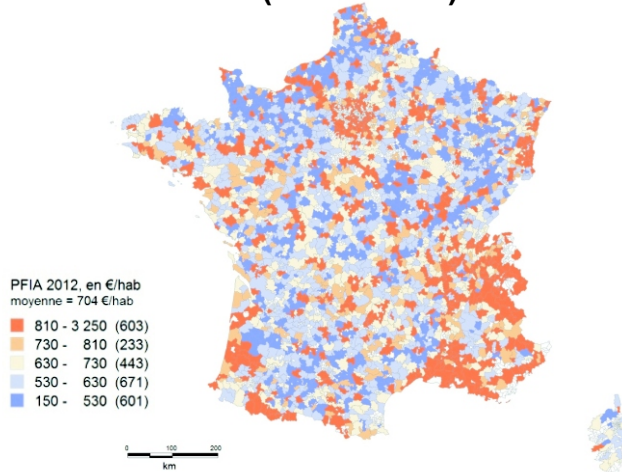 PFIA 2012, en €/hab
moyenne = 704 €/hab
810 - 3 250 (603)
730 - 810 (233)
630 - 730 (443)
530 - 630 (671)
150 - 530 (601)
0 100 200
km